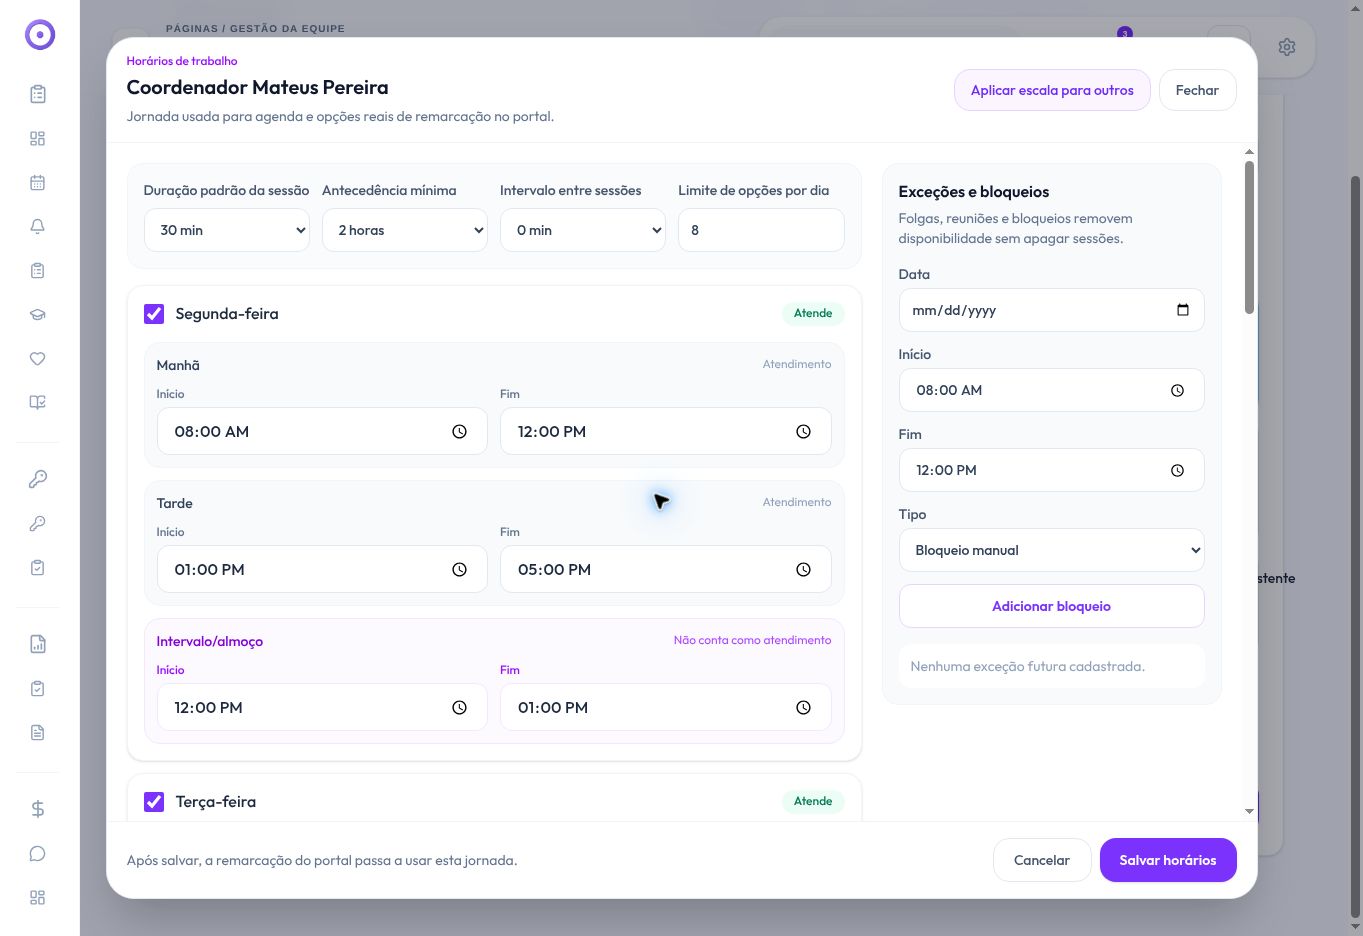 PÁGINAS / GESTÃO DA EQUIPE
3
Horários de trabalho
Coordenador Mateus Pereira
Jornada usada para agenda e opções reais de remarcação no portal.
Aplicar escala para outros
Fechar
Duração padrão da sessão
Antecedência mínima
Intervalo entre sessões
Limite de opções por dia
30 min
2 horas
0 min
8
Segunda-feira
Atende
Manhã
Atendimento
Início
Fim
08:00 AM
12:00 PM
Tarde
Atendimento
Início
Fim
01:00 PM
05:00 PM
Intervalo/almoço
Não conta como atendimento
Início
Fim
12:00 PM
01:00 PM
Terça-feira
Atende
Exceções e bloqueios
Folgas, reuniões e bloqueios removem
disponibilidade sem apagar sessões.
Data
mm/dd/yyyy
Início
08:00 AM
Fim
12:00 PM
Tipo
Bloqueio manual
Adicionar bloqueio
Nenhuma exceção futura cadastrada.
stente
Após salvar, a remarcação do portal passa a usar esta jornada.
Cancelar
Salvar horários